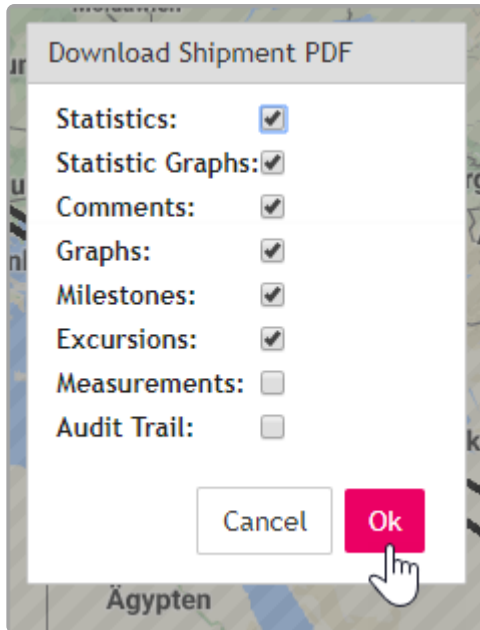 Download Shipment PDF
Statistics:
Statistic Graphs:
Comments:
Graphs:
Milestones:
Excursions:
Measurements:
Audit Trail:
Cancel Ok
Ägypten